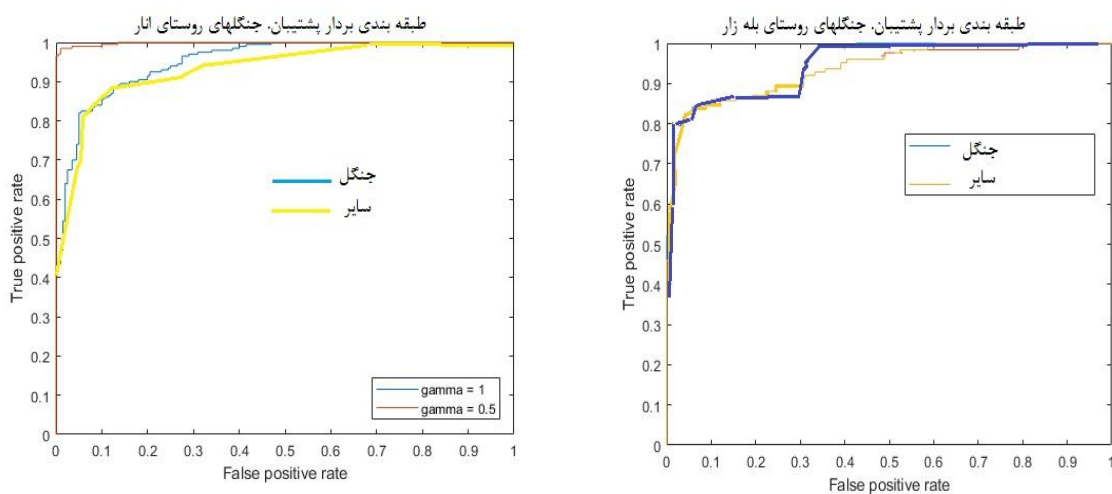 طبقه بندی بردار پشتیبان. جنگلهای روستای انار
1
0.9
0.8
0.7
0.6
0.5
0.4
0.3
0.2
0.1
0
True positive rate
جنگل
سایر
gamma = 1
gamma = 0.5
0 0.1 0.2 0.3 0.4 0.5 0.6 0.7 0.8 0.9 1
False positive rate
طبقه بندی بردار پشتیبان. جنگلهای روستای بله زار
1
0.9
0.8
0.7
0.6
0.5
0.4
0.3
0.2
0.1
0
True positive rate
جنگل
سایر
0 0.1 0.2 0.3 0.4 0.5 0.6 0.7 0.8 0.9 1
False positive rate